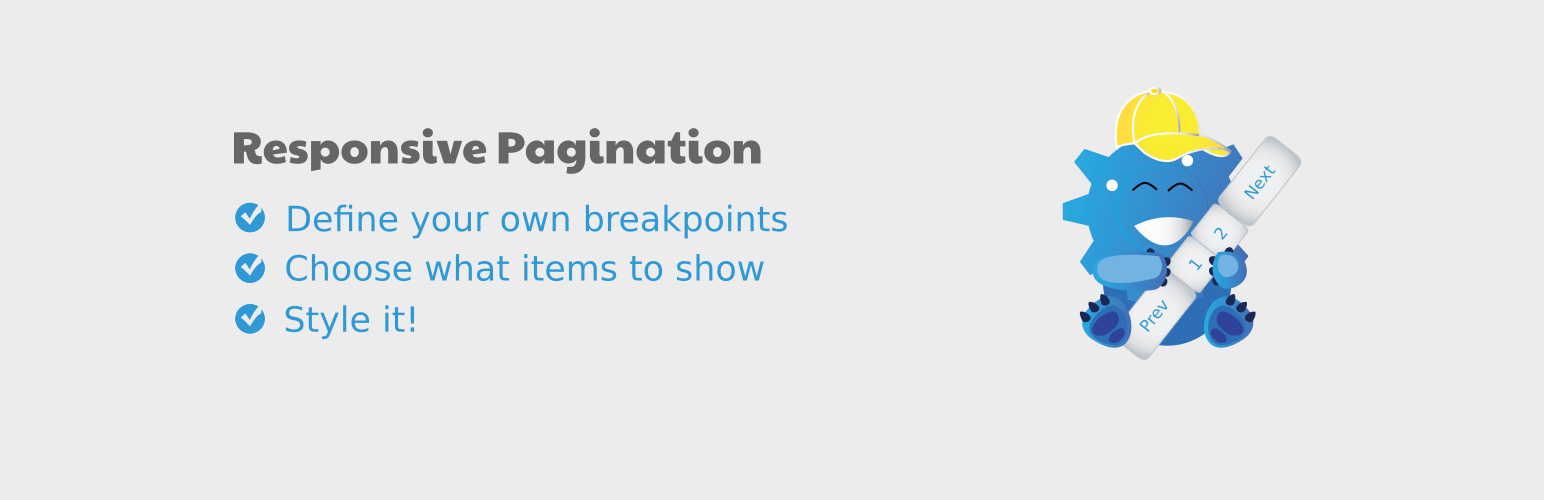 Responsive Pagination
Define your own breakpoints
Choose what items to show
Style it!
Prev
1
2
Next